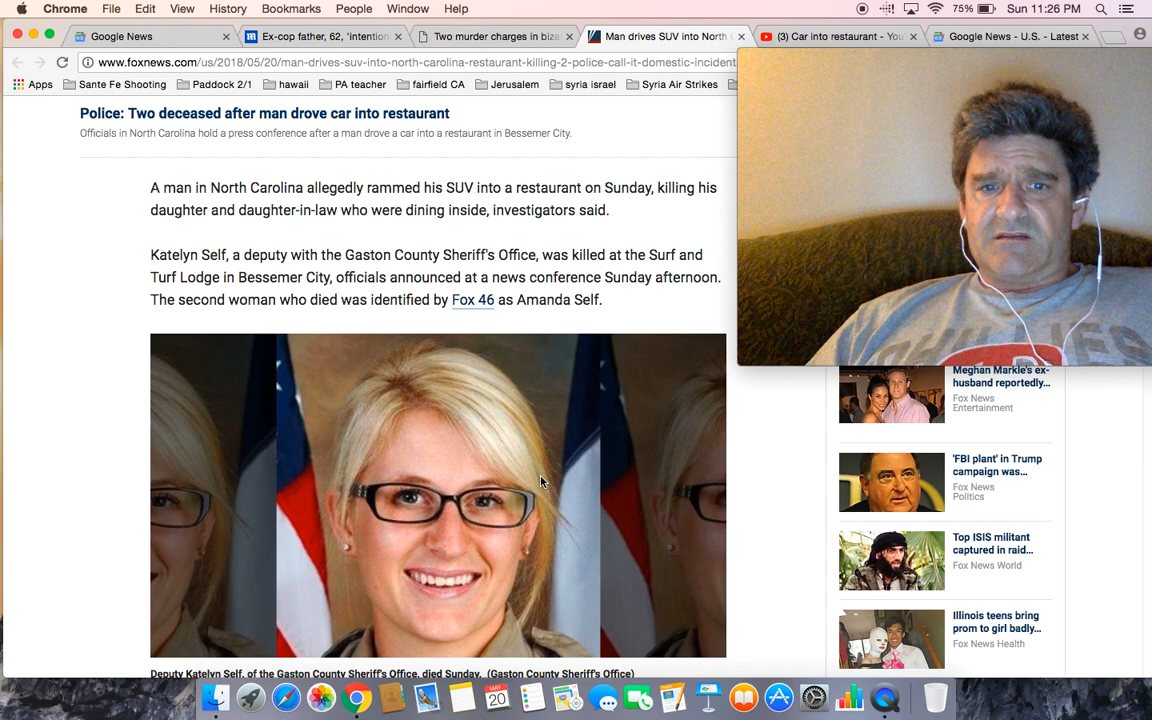 Chrome File Edit View History Bookmarks People Window Help 75% Sun 11:26 PM
Google News Ex-cop father, 62, 'intention Two murder charges in biza Man drives SUV into North C (3) Car into restaurant - You Google News - U.S. - Latest
www.foxnews.com/us/2018/05/20/man-drives-suv-into-north-carolina-restaurant-killing-2-police-call-it-domestic-incident
Apps Sante Fe Shooting Paddock 2/1 hawaii PA teacher fairfield CA Jerusalem syria israel Syria Air Strikes
Police: Two deceased after man drove car into restaurant
Officials in North Carolina hold a press conference after a man drove a car into a restaurant in Bessemer City.
A man in North Carolina allegedly rammed his SUV into a restaurant on Sunday, killing his
daughter and daughter-in-law who were dining inside, investigators said.
Katelyn Self, a deputy with the Gaston County Sheriff's Office, was killed at the Surf and
Turf Lodge in Bessemer City, officials announced at a news conference Sunday afternoon.
The second woman who died was identified by Fox 46 as Amanda Self.
Deputy Katelyn Self, of the Gaston County Sheriff's Office, died Sunday. (Gaston County Sheriff's Office)
Meghan Markle's ex-
husband reportedly...
Fox News
Entertainment
'FBI plant' in Trump
campaign was...
Fox News
Politics
Top ISIS militant
captured in raid...
Fox News World
Illinois teens bring
prom to girl badly...
Fox News Health
MAY
20